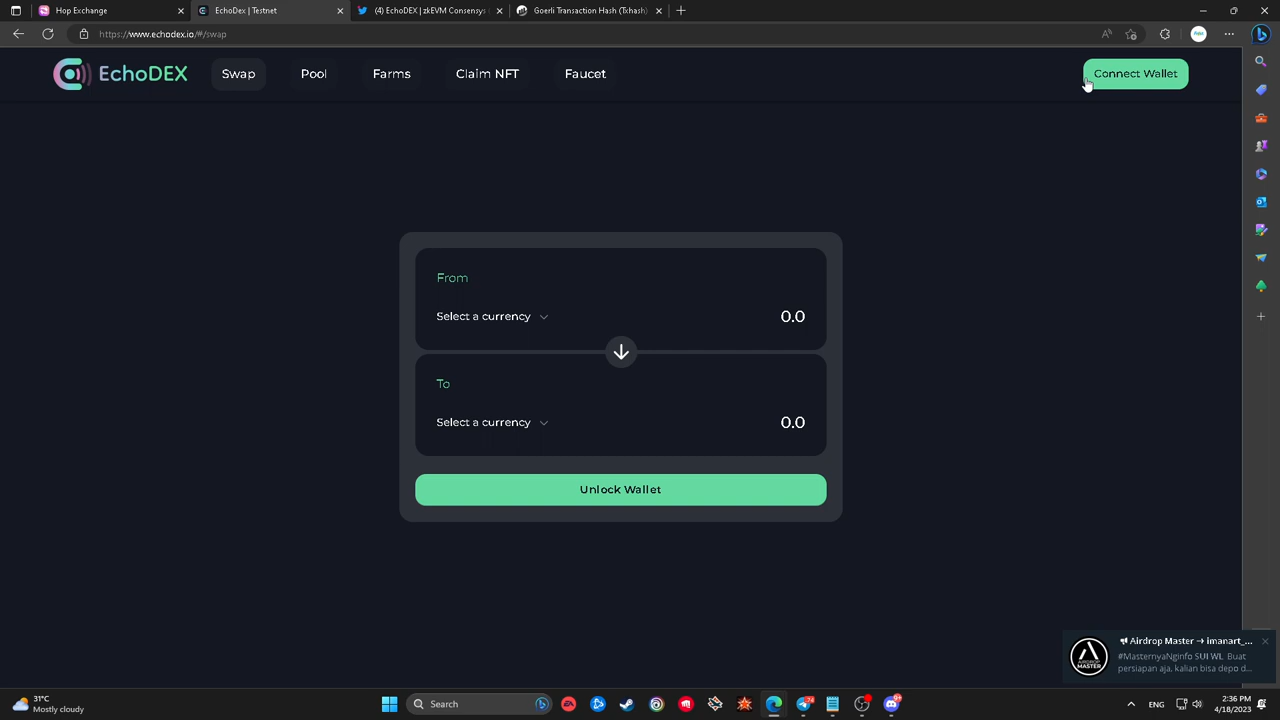 Hop Exchange
EchoDex | Testnet
(4) EchoDEX | zkEVM Consensy
Goerli Transaction Hash (Txhash)
https://www.echodex.io/#/swap
EchoDEX
Swap
Pool
Farms
Claim NFT
Faucet
Connect Wallet
From
Select a currency
0.0
To
Select a currency
0.0
Unlock Wallet
Airdrop Master → imanart_...
#MasternyaNginfo SUI WL Buat
persiapan aja, kalian bisa depo d...
31°C
Mostly cloudy
Search
ENG
2:36 PM
4/18/2023